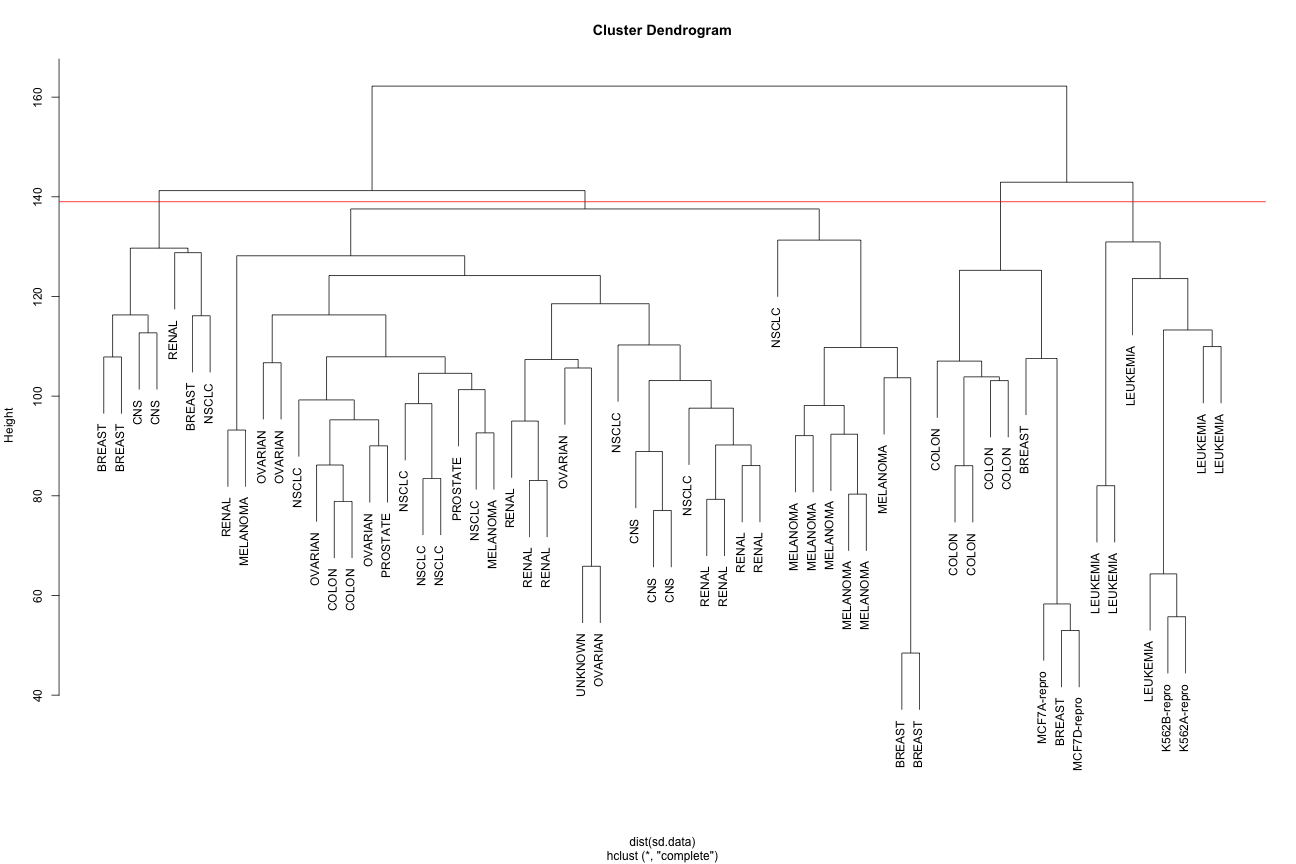 Cluster Dendrogram
Height
160
140
120
100
80
60
40
BREAST
BREAST
CNS
CNS
RENAL
BREAST
NSCLC
RENAL
MELANOMA
OVARIAN
OVARIAN
NSCLC
OVARIAN
COLON
COLON
OVARIAN
PROSTATE
NSCLC
NSCLC
NSCLC
PROSTATE
NSCLC
MELANOMA
RENAL
RENAL
RENAL
OVARIAN
UNKNOWN
OVARIAN
NSCLC
CNS
CNS
CNS
NSCLC
RENAL
RENAL
RENAL
RENAL
NSCLC
MELANOMA
MELANOMA
MELANOMA
MELANOMA
MELANOMA
MELANOMA
BREAST
BREAST
COLON
COLON
COLON
COLON
COLON
BREAST
MCF7A-repro
BREAST
MCF7D-repro
LEUKEMIA
LEUKEMIA
LEUKEMIA
LEUKEMIA
K562B-repro
K562A-repro
LEUKEMIA
LEUKEMIA
dist(sd.data)
hclust (*, "complete")